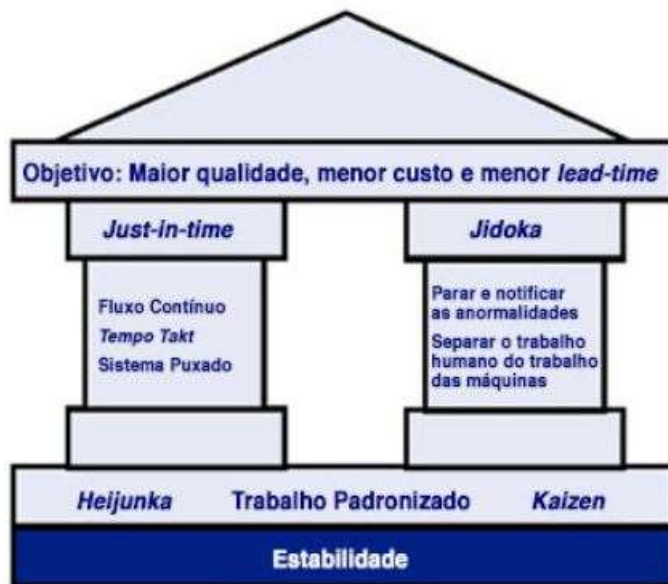 Objetivo: Maior qualidade, menor custo e menor lead-time
Just-in-time
Jidoka
Fluxo Contínuo
Tempo Takt
Sistema Puxado
Parar e notificar
as anormalidades
Separar o trabalho
humano do trabalho
das máquinas
Heijunka Trabalho Padronizado Kaizen
Estabilidade